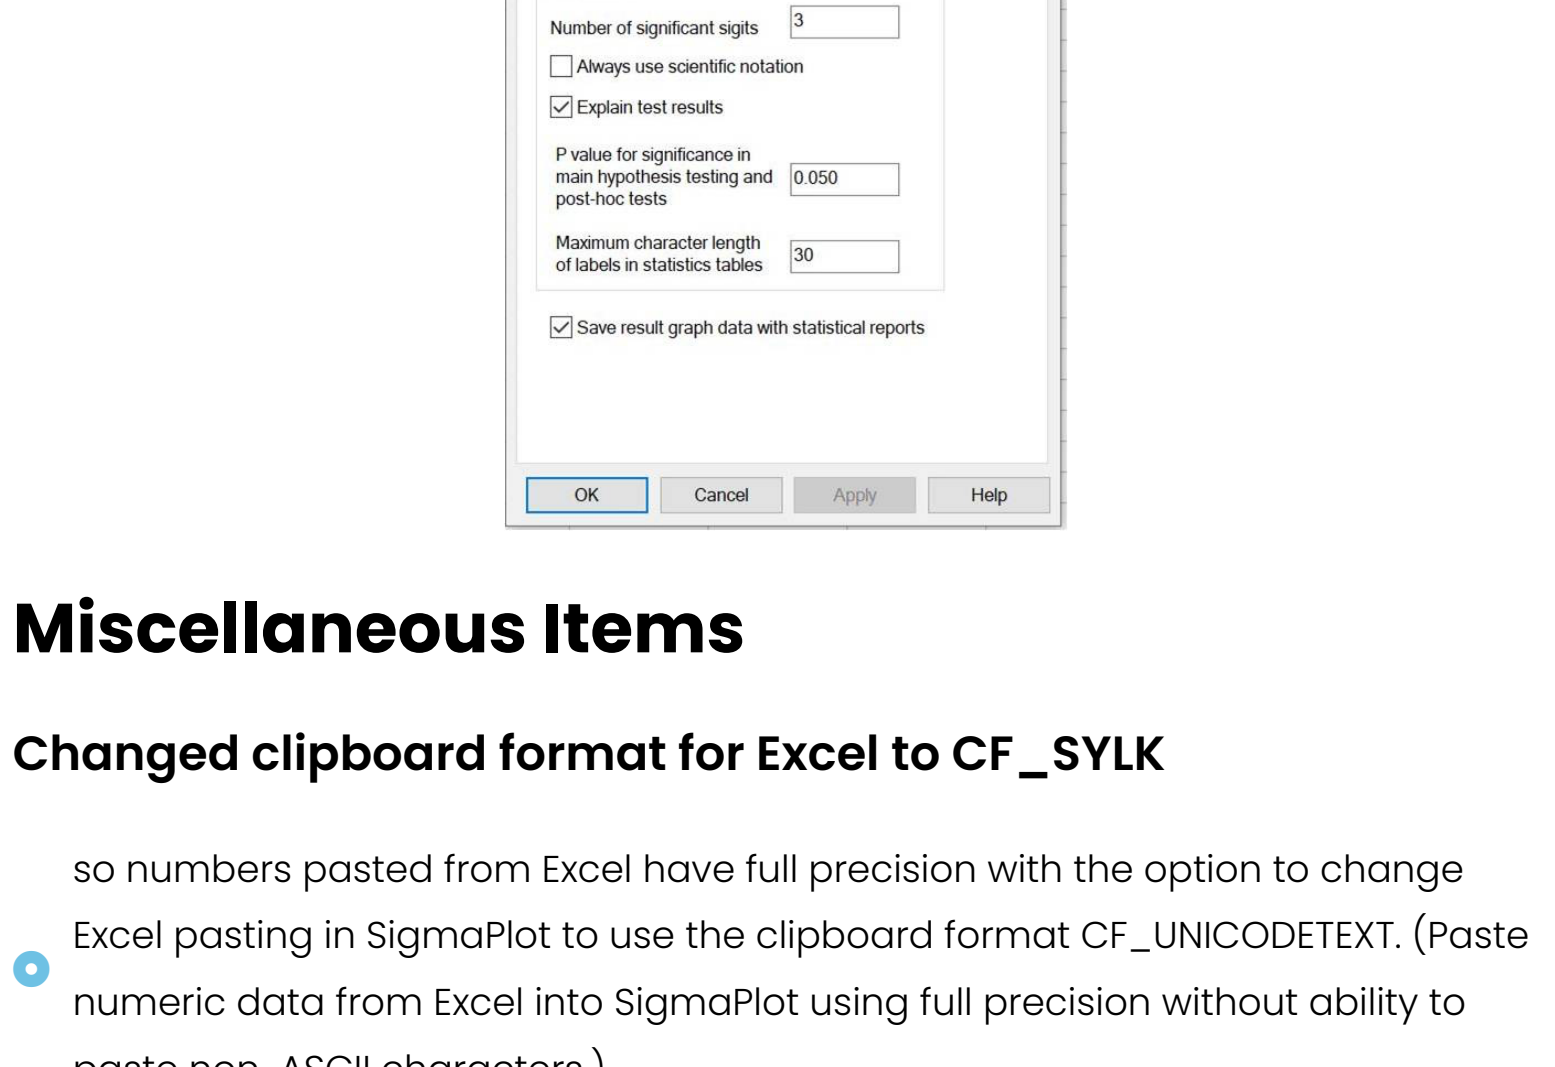 Number of significant sigits 3
Always use scientific notation
Explain test results
P value for significance in
main hypothesis testing and 0.050
post-hoc tests
Maximum character length
of labels in statistics tables 30
Save result graph data with statistical reports
OK Cancel Apply Help
Miscellaneous Items
Changed clipboard format for Excel to CF_SYLK
so numbers pasted from Excel have full precision with the option to change
Excel pasting in SigmaPlot to use the clipboard format CF_UNICODETEXT. (Paste
numeric data from Excel into SigmaPlot using full precision without ability to
paste non-ASCII characters.)